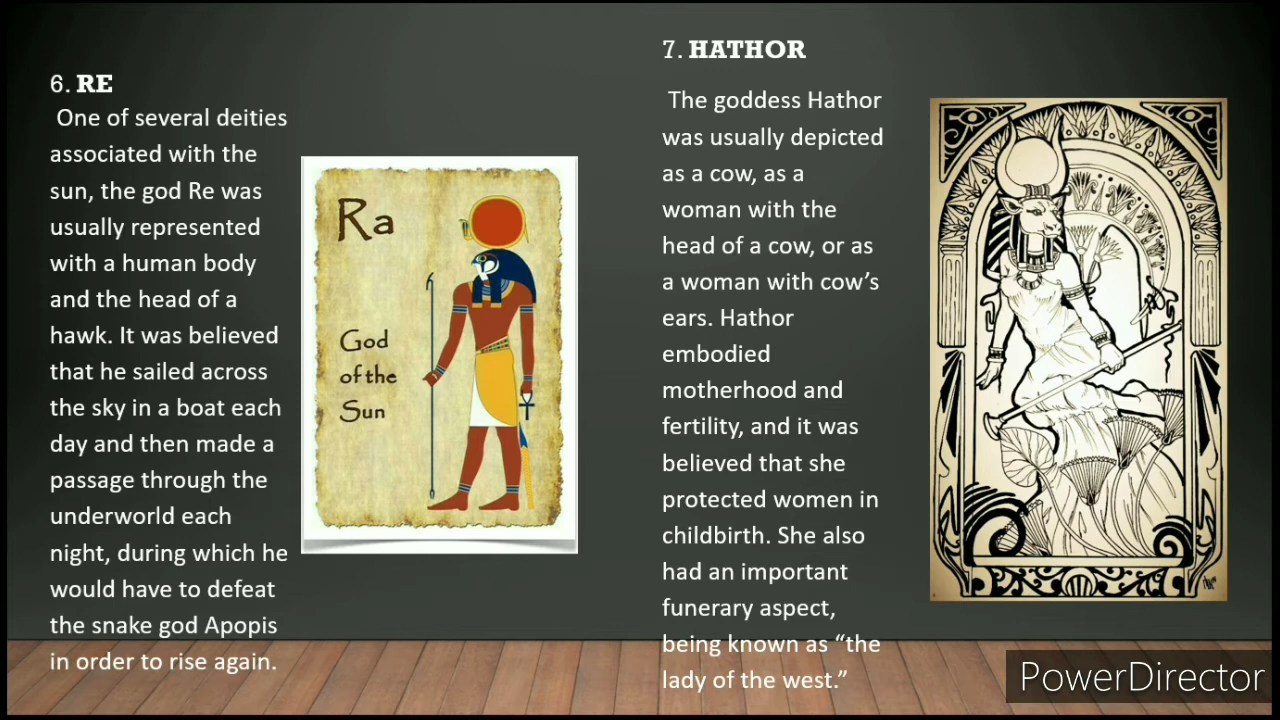 6. RE
One of several deities
associated with the
sun, the god Re was
usually represented
with a human body
and the head of a
hawk. It was believed
that he sailed across
the sky in a boat each
day and then made a
passage through the
underworld each
night, during which he
would have to defeat
the snake god Apopis
in order to rise again.
Ra
God
of the
Sun
7. HATHOR
The goddess Hathor
was usually depicted
as a cow, as a
woman with the
head of a cow, or as
a woman with cow’s
ears. Hathor
embodied
motherhood and
fertility, and it was
believed that she
protected women in
childbirth. She also
had an important
funerary aspect,
being known as “the
lady of the west.”
PowerDirector